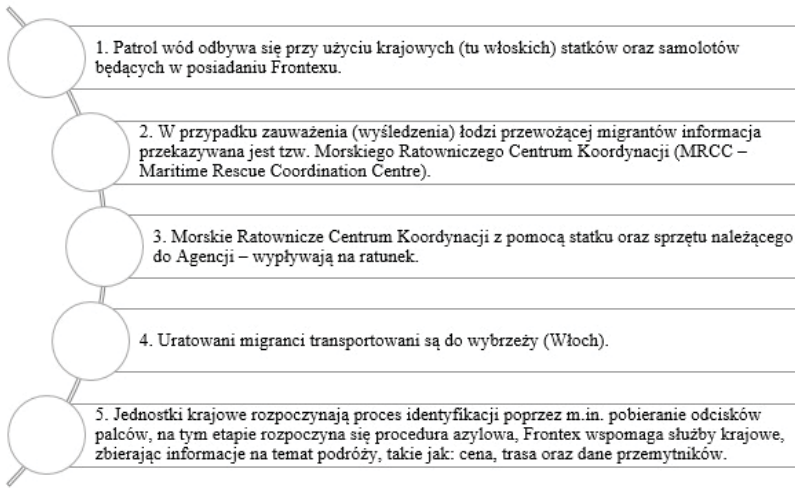 1. Patrol wód odbywa się przy użyciu krajowych (tu włoskich) statków oraz samolotów
będących w posiadaniu Frontexu.
2. W przypadku zauważenia (wyśledzenia) łodzi przewożącej migrantów informacja
przekazywana jest tzw. Morskiego Ratowniczego Centrum Koordynacji (MRCC –
Maritime Rescue Coordination Centre).
3. Morskie Ratownicze Centrum Koordynacji z pomocą statku oraz sprzętu należącego
do Agencji – wypływają na ratunek.
4. Uratowani migranci transportowani są do wybrzeży (Włoch).
5. Jednostki krajowe rozpoczynają proces identyfikacji poprzez m.in. pobieranie odcisków
palców, na tym etapie rozpoczyna się procedura azylowa, Frontex wspomaga służby krajowe,
zbierając informacje na temat podróży, takie jak: cena, trasa oraz dane przemytników.